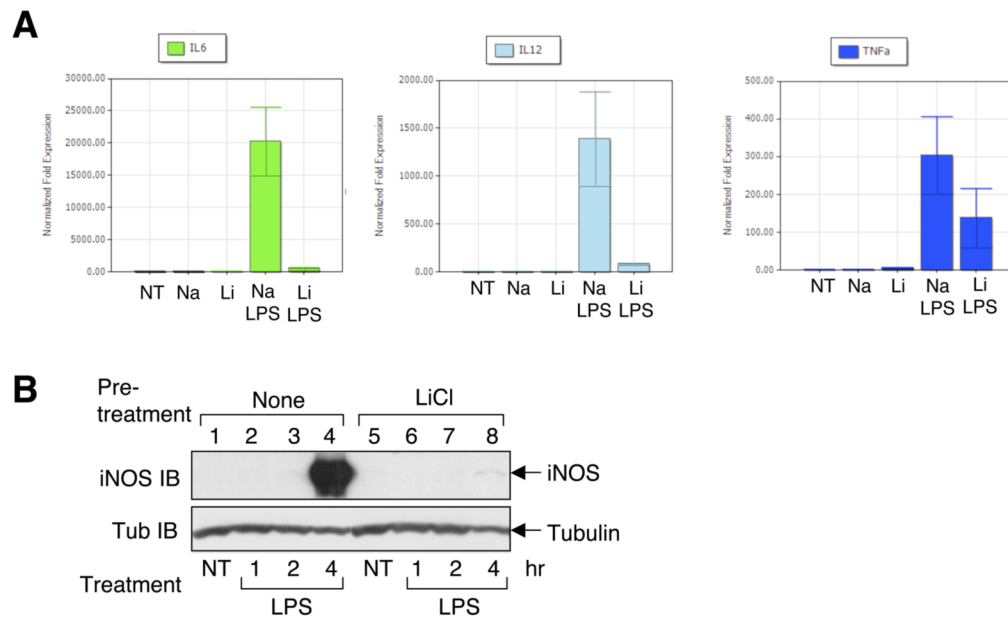 A
IL6
IL12
TNFa
Normalized Fold Expression
30000.00
25000.00
20000.00
15000.00
10000.00
5000.00
0.00
NT Na Li Na LPS Li LPS
Normalized Fold Expression
2000.00
1500.00
1000.00
500.00
0.00
NT Na Li Na LPS Li LPS
Normalized Fold Expression
500.00
400.00
300.00
200.00
100.00
0.00
NT Na Li Na LPS Li LPS
B
Pre-
treatment
None LiCl
1 2 3 4 5 6 7 8
iNOS IB iNOS
Tub IB Tubulin
NT 1 2 4 NT 1 2 4 hr
Treatment
LPS LPS